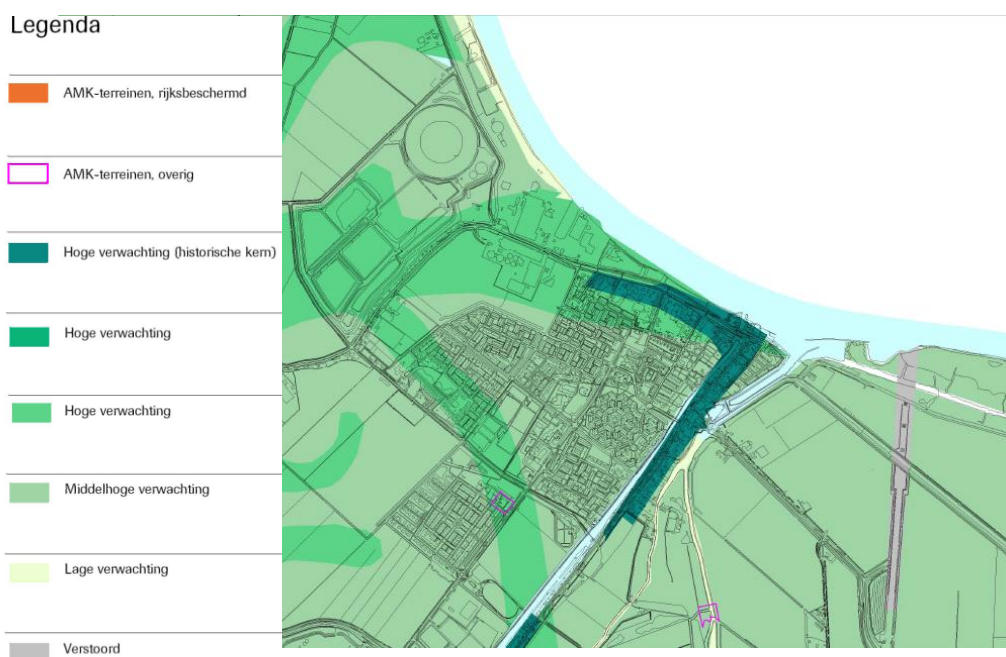 Legenda
AMK-terreinen, rijksbeschermd
AMK-terreinen, overig
Hoge verwachting (historische kern)
Hoge verwachting
Hoge verwachting
Middelhoge verwachting
Lage verwachting
Verstoord